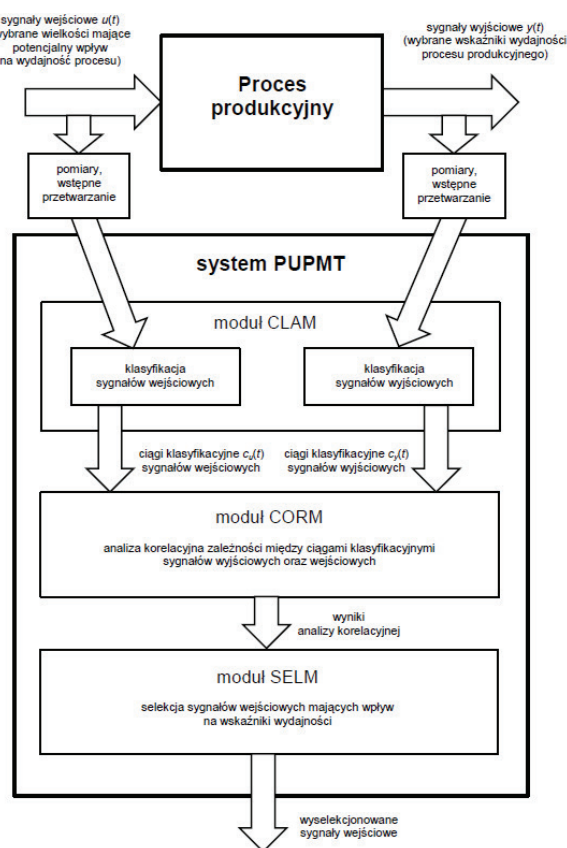 sygnały wejściowe u(t)
wybrane wielkości mające
potencjalny wpływ
na wydajność procesu)
sygnały wyjściowe y(t)
(wybrane wskaźniki wydajności
procesu produkcyjnego)
Proces
produkcyjny
pomiary,
wstępne
przetwarzanie
pomiary,
wstępne
przetwarzanie
system PUPMT
moduł CLAM
klasyfikacja
sygnałów wejściowych
klasyfikacja
sygnałów wyjściowych
ciągi klasyfikacyjne cᵤ(t)
sygnałów wejściowych
ciągi klasyfikacyjne cᵧ(t)
sygnałów wyjściowych
moduł CORM
analiza korelacyjna zależności między ciągami klasyfikacyjnymi
sygnałów wyjściowych oraz wejściowych
wyniki
analizy korelacyjnej
moduł SELM
selekcja sygnałów wejściowych mających wpływ
na wskaźniki wydajności
wyselekcjonowane
sygnały wejściowe